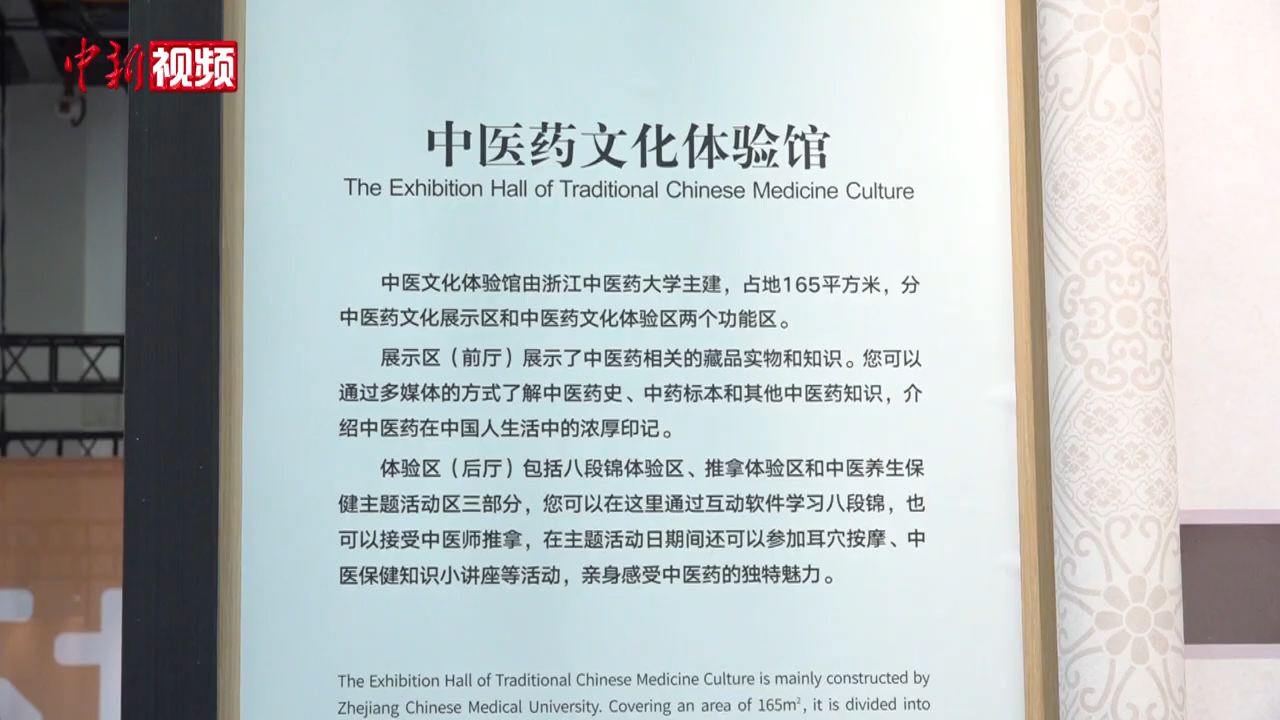 中新视频
中医药文化体验馆
The Exhibition Hall of Traditional Chinese Medicine Culture
中医文化体验馆由浙江中医药大学主建，占地165平方米，分
中医药文化展示区和中医药文化体验区两个功能区。
展示区（前厅）展示了中医药相关的藏品实物和知识。您可以
通过多媒体的方式了解中医药史、中药标本和其他中医药知识，介
绍中医药在中国人生活中的浓厚印记。
体验区（后厅）包括八段锦体验区、推拿体验区和中医养生保
健主题活动区三部分，您可以在这里通过互动软件学习八段锦，也
可以接受中医师推拿，在主题活动日期间还可以参加耳穴按摩、中
医保健知识小讲座等活动，亲身感受中医药的独特魅力。
The Exhibition Hall of Traditional Chinese Medicine Culture is mainly constructed by
Zhejiang Chinese Medical University. Covering an area of 165m², it is divided into